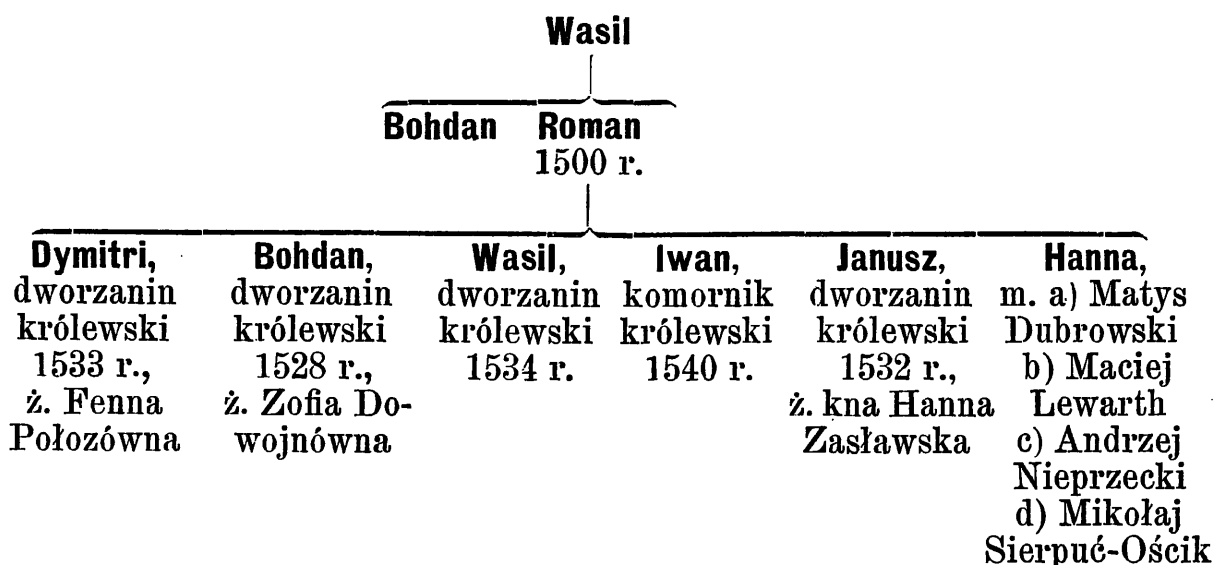 Wasil
Bohdan Roman
1500 r.
Dymitri,
dworzanin
królewski
1533 r.,
ż. Fenna
Połozówna
Bohdan,
dworzanin
królewski
1528 r.,
ż. Zofia Do-
wojnówna
Wasil,
dworzanin
królewski
1534 r.
Iwan,
komornik
królewski
1540 r.
Janusz,
dworzanin
królewski
1532 r.,
ż. kna Hanna
Zasławska
Hanna,
m. a) Matys
Dubrowski
b) Maciej
Lewarth
c) Andrzej
Nieprzecki
d) Mikołaj
Sierpuć-Ościk